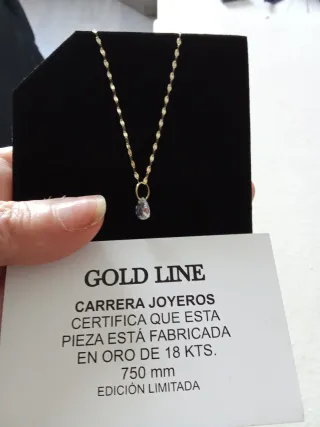 GOLD LINE
CARRERA JOYEROS
CERTIFICA QUE ESTA
PIEZA ESTÁ FABRICADA
EN ORO DE 18 KTS.
750 mm
EDICIÓN LIMITADA